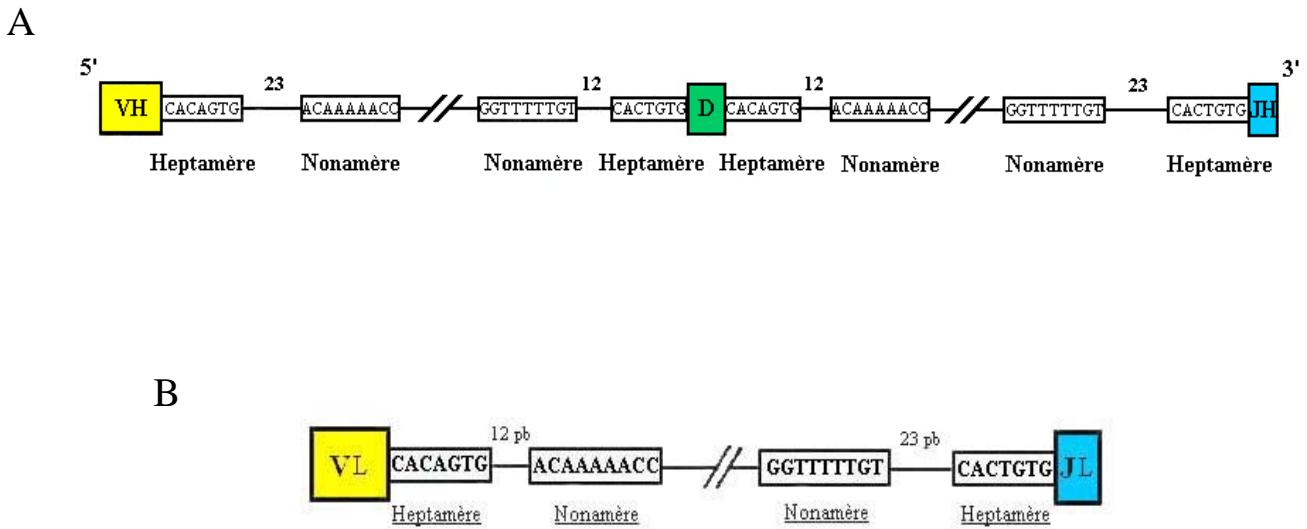 A
5' 23 12 12 23 3'
VH CACAGTG ACAAAAACC GGTTTTTGT CACTGTG D CACAGTG ACAAAAACC GGTTTTTGT CACTGTG JH
Heptamère Nonamère Nonamère Heptamère Heptamère Nonamère Nonamère Heptamère
B
12 pb 23 pb
VL CACAGTG ACAAAAACC GGTTTTTGT CACTGTG JL
Heptamère Nonamère Nonamère Heptamère